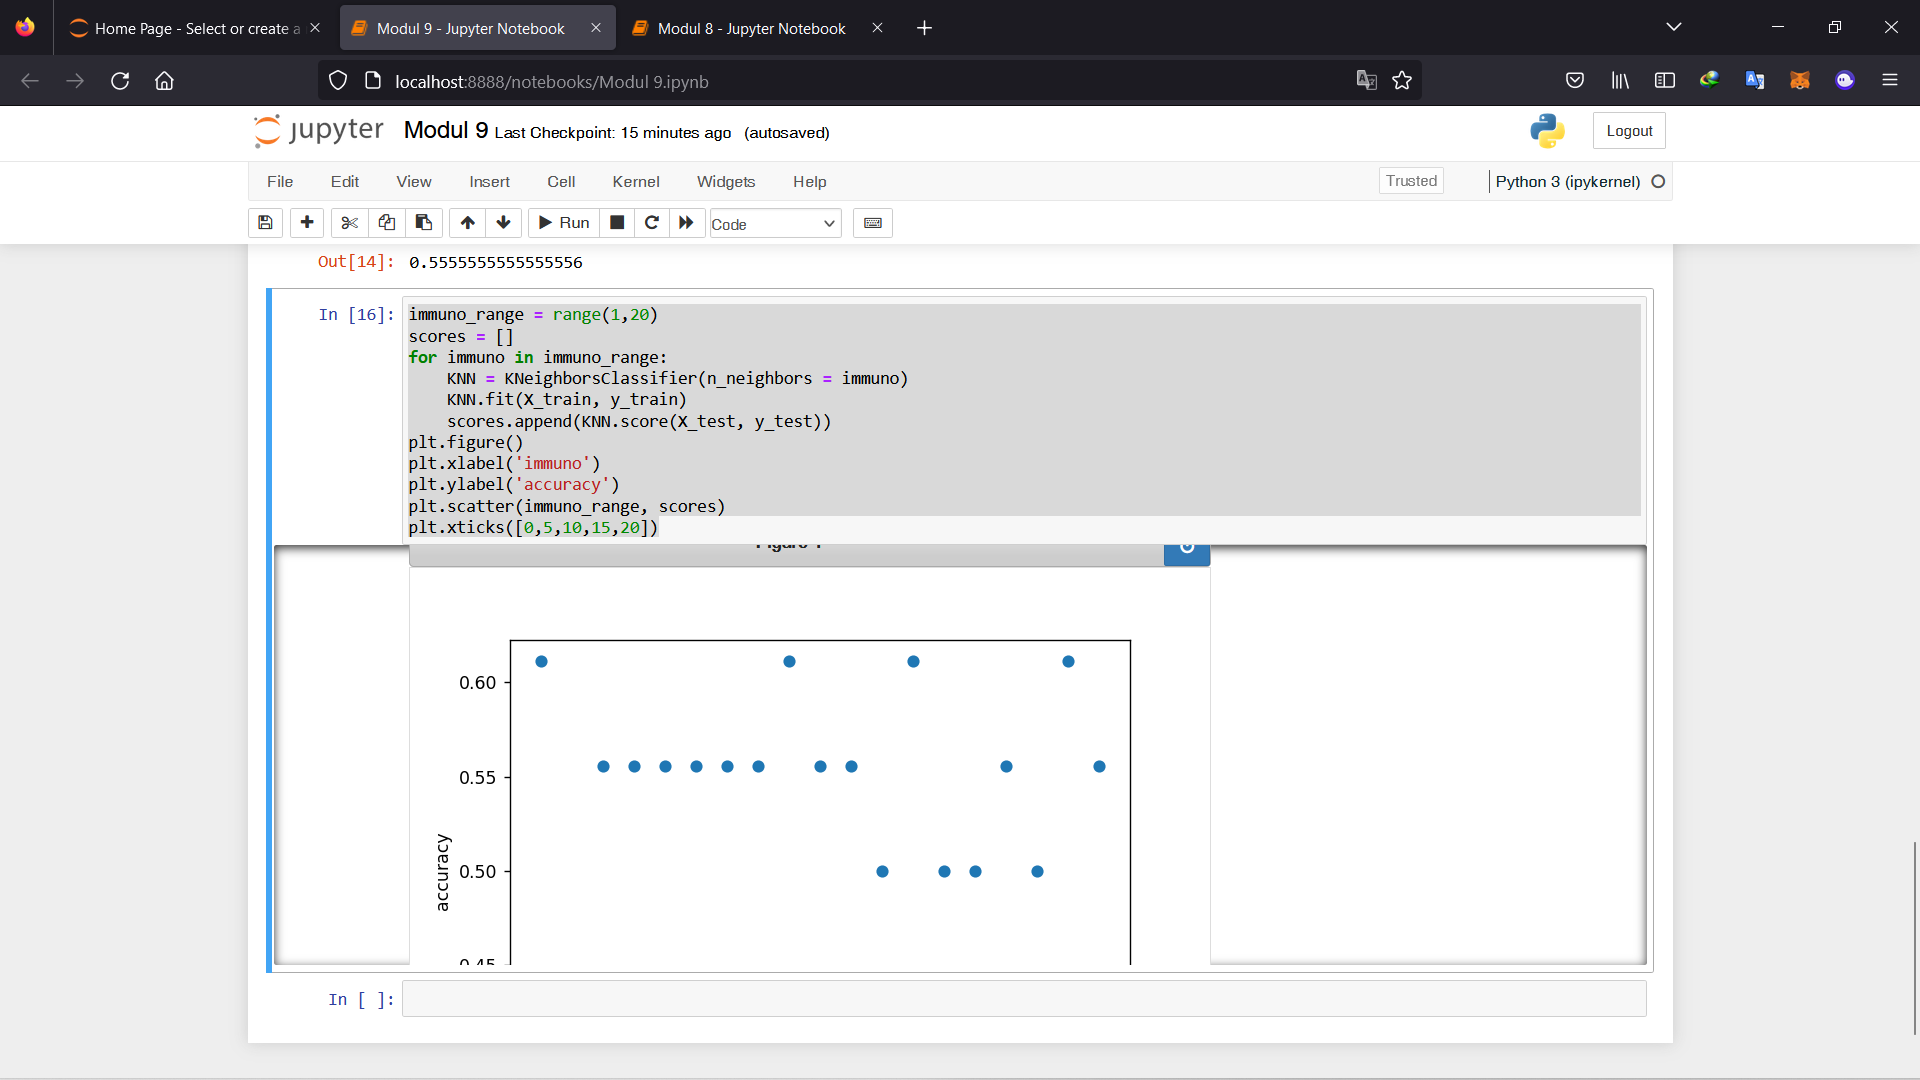 Home Page - Select or create a
Modul 9 - Jupyter Notebook
Modul 8 - Jupyter Notebook
localhost:8888/notebooks/Modul 9.ipynb
jupyter Modul 9 Last Checkpoint: 15 minutes ago (autosaved)
Logout
File Edit View Insert Cell Kernel Widgets Help
Trusted
Python 3 (ipykernel)
Run
Code
Out[14]: 0.5555555555555556
In [16]: immuno_range = range(1,20)
scores = []
for immuno in immuno_range:
    KNN = KNeighborsClassifier(n_neighbors = immuno)
    KNN.fit(X_train, y_train)
    scores.append(KNN.score(X_test, y_test))
plt.figure()
plt.xlabel('immuno')
plt.ylabel('accuracy')
plt.scatter(immuno_range, scores)
plt.xticks([0,5,10,15,20])
0.60
0.55
accuracy
0.50
0.45
In [ ]: